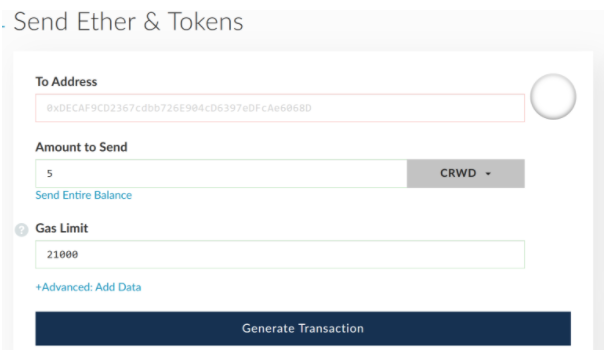 Send Ether & Tokens
To Address
0xDECAF9CD2367cdbb726E904cD6397eDFcAe6068D
Amount to Send
5
CRWD
Send Entire Balance
? Gas Limit
21000
+Advanced: Add Data
Generate Transaction